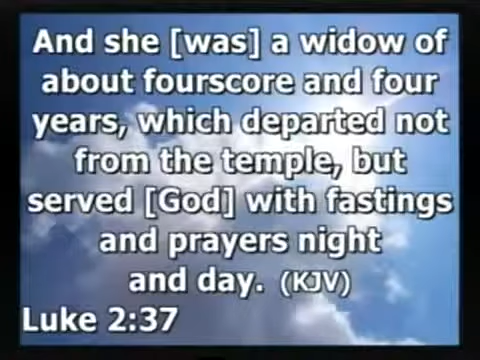 And she [was] a widow of
about fourscore and four
years, which departed not
from the temple, but
served [God] with fastings
and prayers night
and day. (KJV)
Luke 2:37